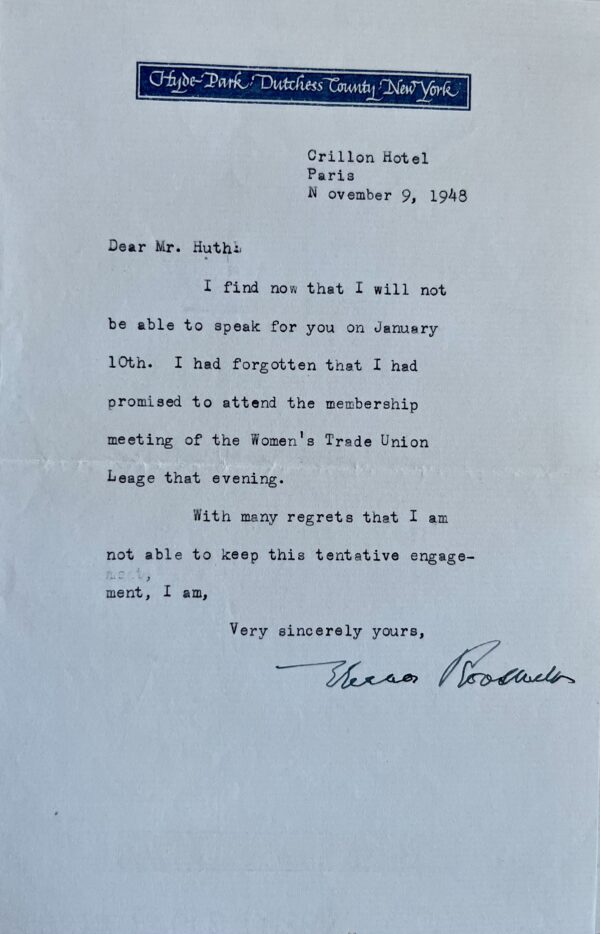 Hyde Park, Dutchess County, New York
Crillon Hotel
Paris
N ovember 9, 1948
Dear Mr. Huth:
I find now that I will not
be able to speak for you on January
10th. I had forgotten that I had
promised to attend the membership
meeting of the Women's Trade Union
Leage that evening.
With many regrets that I am
not able to keep this tentative engage-
ment,
ment, I am,
Very sincerely yours,
Eleanor Roosevelt